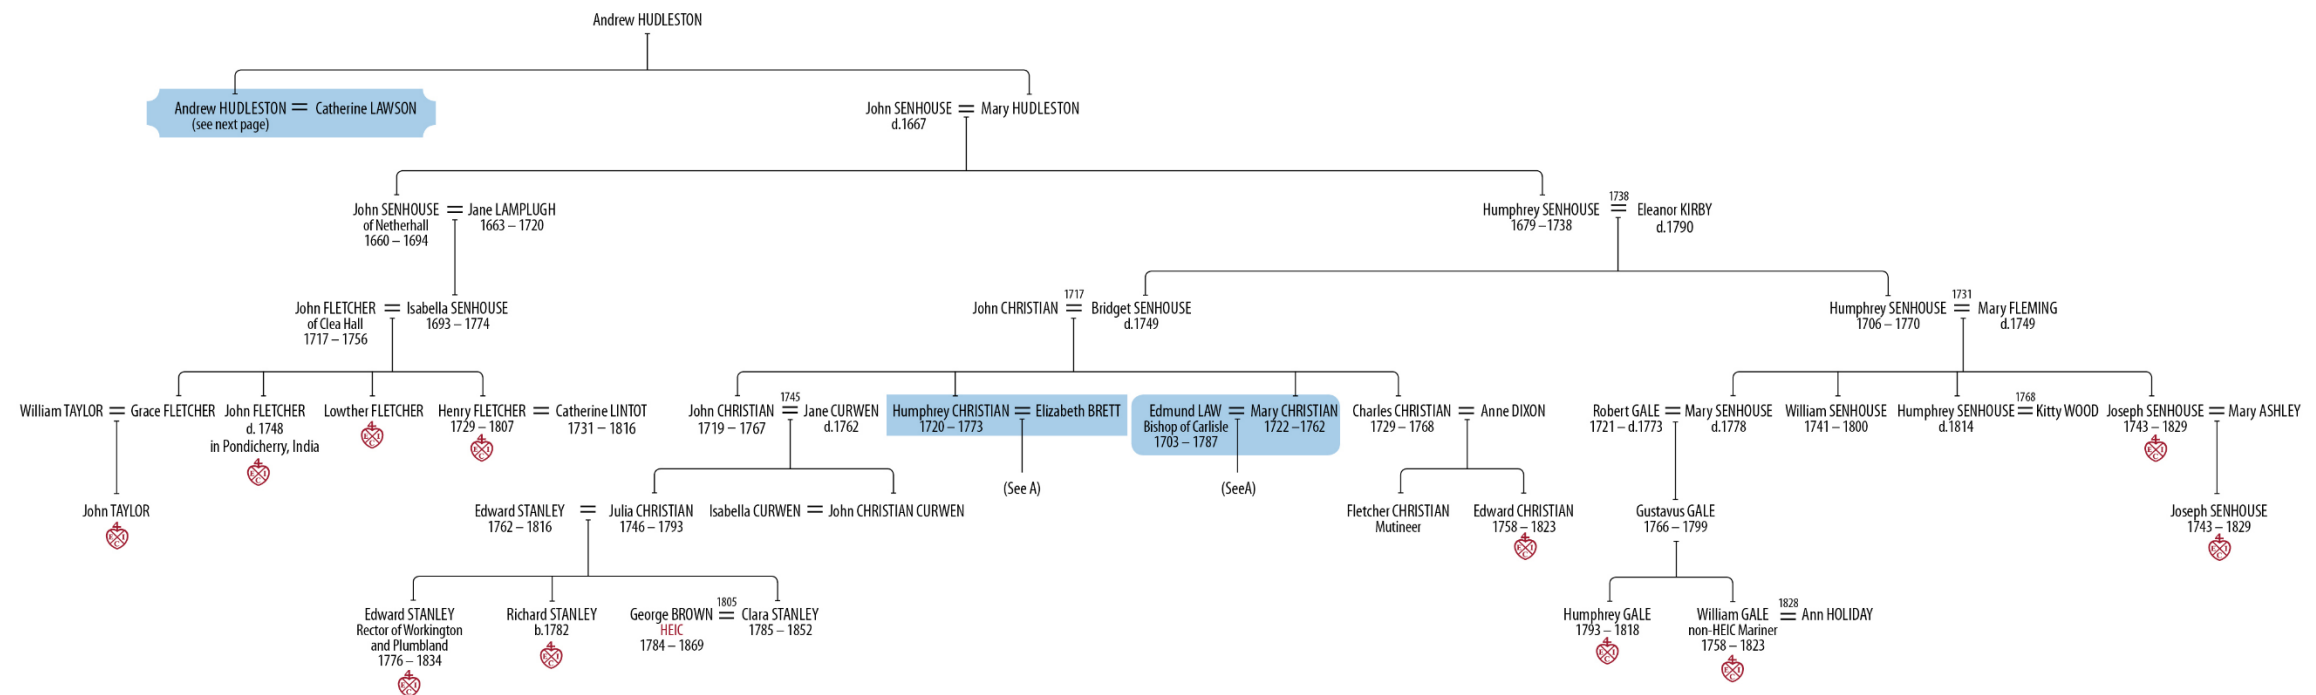 Andrew HUDLESTON
Andrew HUDLESTON = Catherine LAWSON
(see next page)
John SENHOUSE = Mary HUDLESTON
d.1667
John SENHOUSE = Jane LAMPLUGH
of Netherhall 1663 – 1720
1660 – 1694
1738
Humphrey SENHOUSE = Eleanor KIRBY
1679 –1738 d.1790
John FLETCHER = Isabella SENHOUSE
of Clea Hall 1693 – 1774
1717 – 1756
1717
John CHRISTIAN = Bridget SENHOUSE
d.1749
1731
Humphrey SENHOUSE = Mary FLEMING
1706 – 1770 d.1749
William TAYLOR = Grace FLETCHER
John FLETCHER
d. 1748
in Pondicherry, India
E I C
Lowther FLETCHER
E I C
Henry FLETCHER = Catherine LINTOT
1729 – 1807 1731 – 1816
E I C
1745
John CHRISTIAN = Jane CURWEN
1719 – 1767 d.1762
Humphrey CHRISTIAN = Elizabeth BRETT
1720 – 1773
Edmund LAW = Mary CHRISTIAN
Bishop of Carlisle 1722 –1762
1703 – 1787
Charles CHRISTIAN = Anne DIXON
1729 – 1768
Robert GALE = Mary SENHOUSE
1721 – d.1773 d.1778
William SENHOUSE
1741 – 1800
1768
Humphrey SENHOUSE = Kitty WOOD
d.1814
Joseph SENHOUSE = Mary ASHLEY
1743 – 1829
E I C
(See A)
(SeeA)
John TAYLOR
E I C
Edward STANLEY = Julia CHRISTIAN
1762 – 1816 1746 – 1793
Isabella CURWEN = John CHRISTIAN CURWEN
Fletcher CHRISTIAN
Mutineer
Edward CHRISTIAN
1758 – 1823
E I C
Gustavus GALE
1766 – 1799
Joseph SENHOUSE
1743 – 1829
E I C
Edward STANLEY
Rector of Workington
and Plumbland
1776 – 1834
E I C
Richard STANLEY
b.1782
E I C
1805
George BROWN = Clara STANLEY
HEIC 1785 – 1852
1784 – 1869
Humphrey GALE
1793 – 1818
E I C
1828
William GALE = Ann HOLIDAY
non-HEIC Mariner
1758 – 1823
E I C